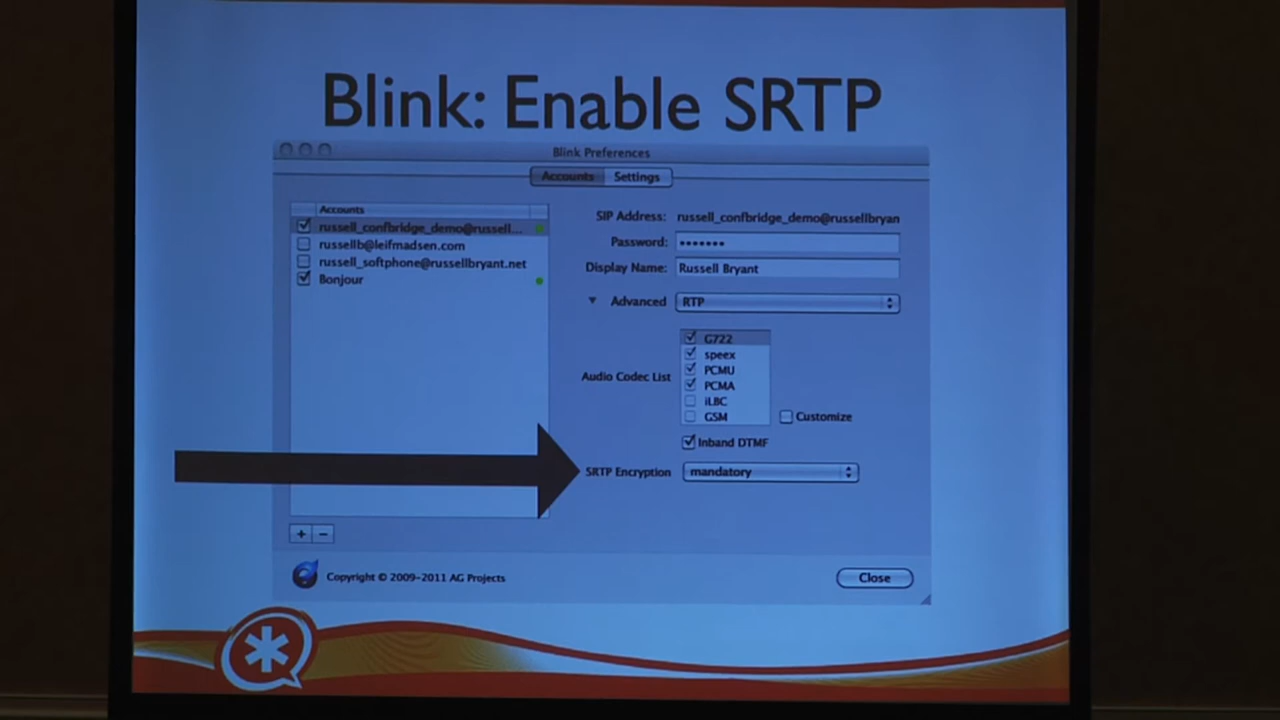 Blink: Enable SRTP
Blink Preferences
Accounts Settings
Accounts
russell_confbridge_demo@russell...
russellb@leifmadsen.com
russell_softphone@russellbryant.net
Bonjour
SIP Address: russell_confbridge_demo@russellbryan
Password: •••••••
Display Name: Russell Bryant
Advanced RTP
Audio Codec List
G722
speex
PCMU
PCMA
iLBC
GSM
Customize
Inband DTMF
SRTP Encryption mandatory
+ −
Copyright © 2009-2011 AG Projects
Close